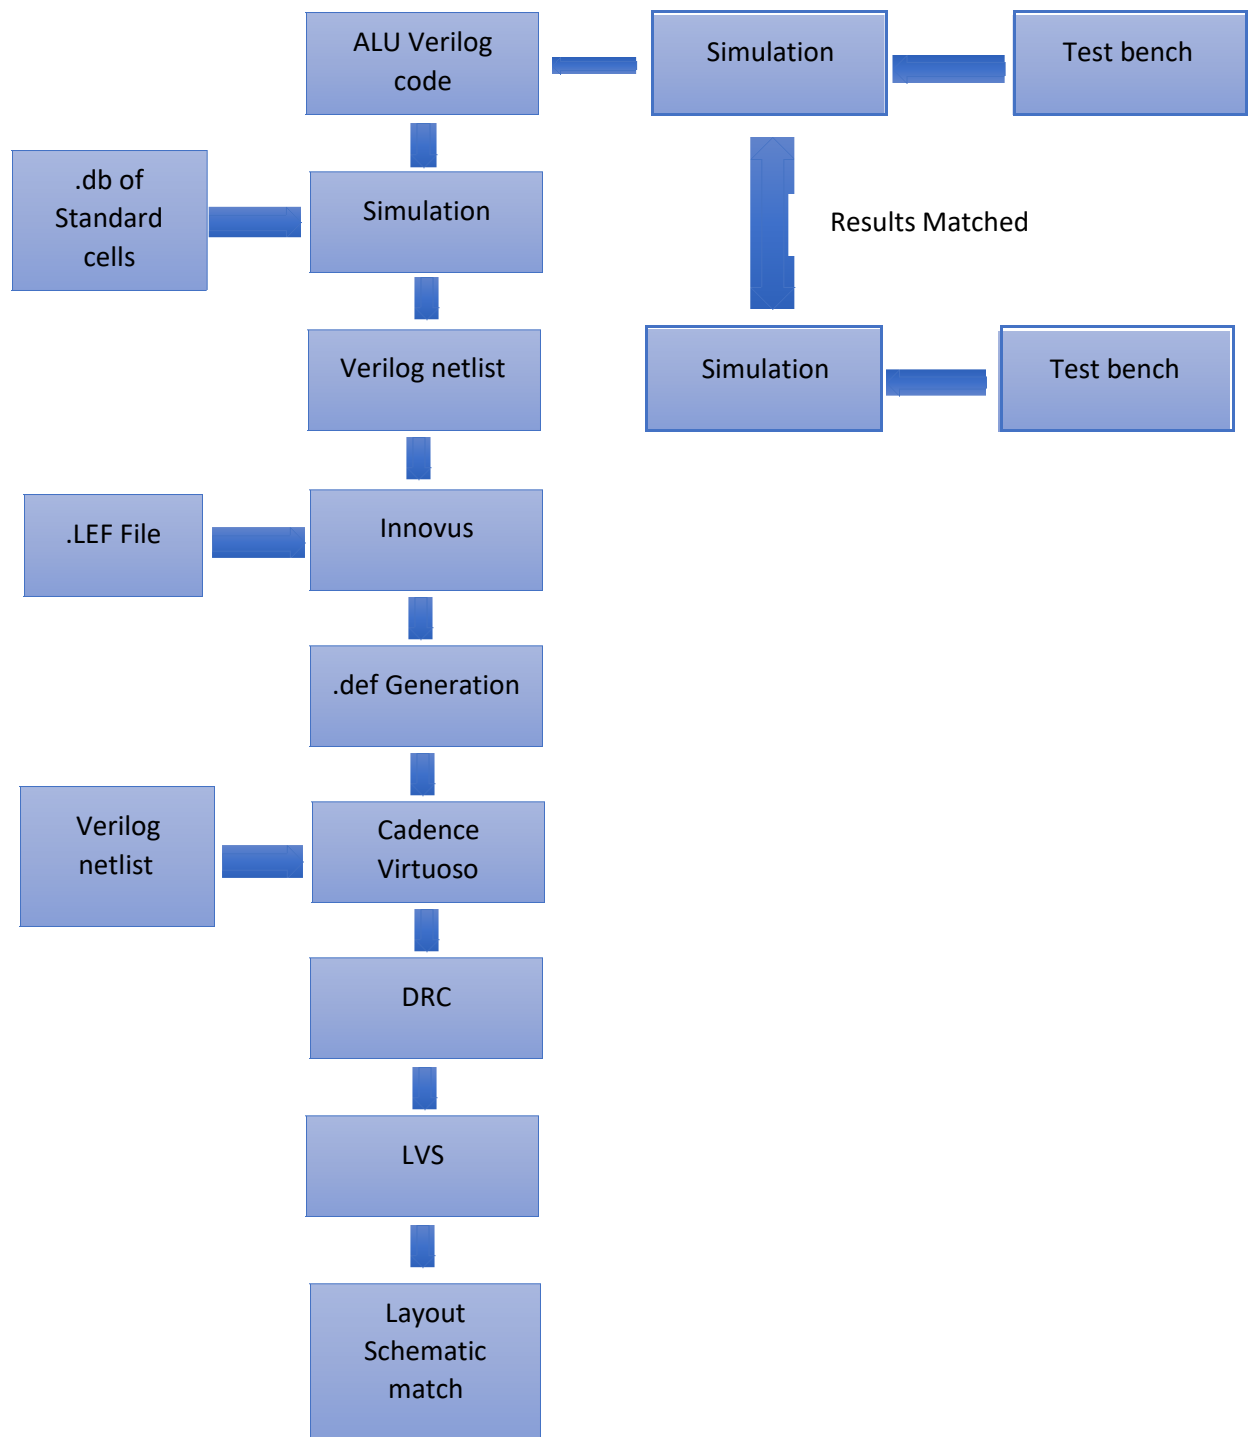 ALU Verilog
code
Simulation
Test bench
.db of
Standard
cells
Simulation
Results Matched
Verilog netlist
Simulation
Test bench
.LEF File
Innovus
.def Generation
Verilog
netlist
Cadence
Virtuoso
DRC
LVS
Layout
Schematic
match